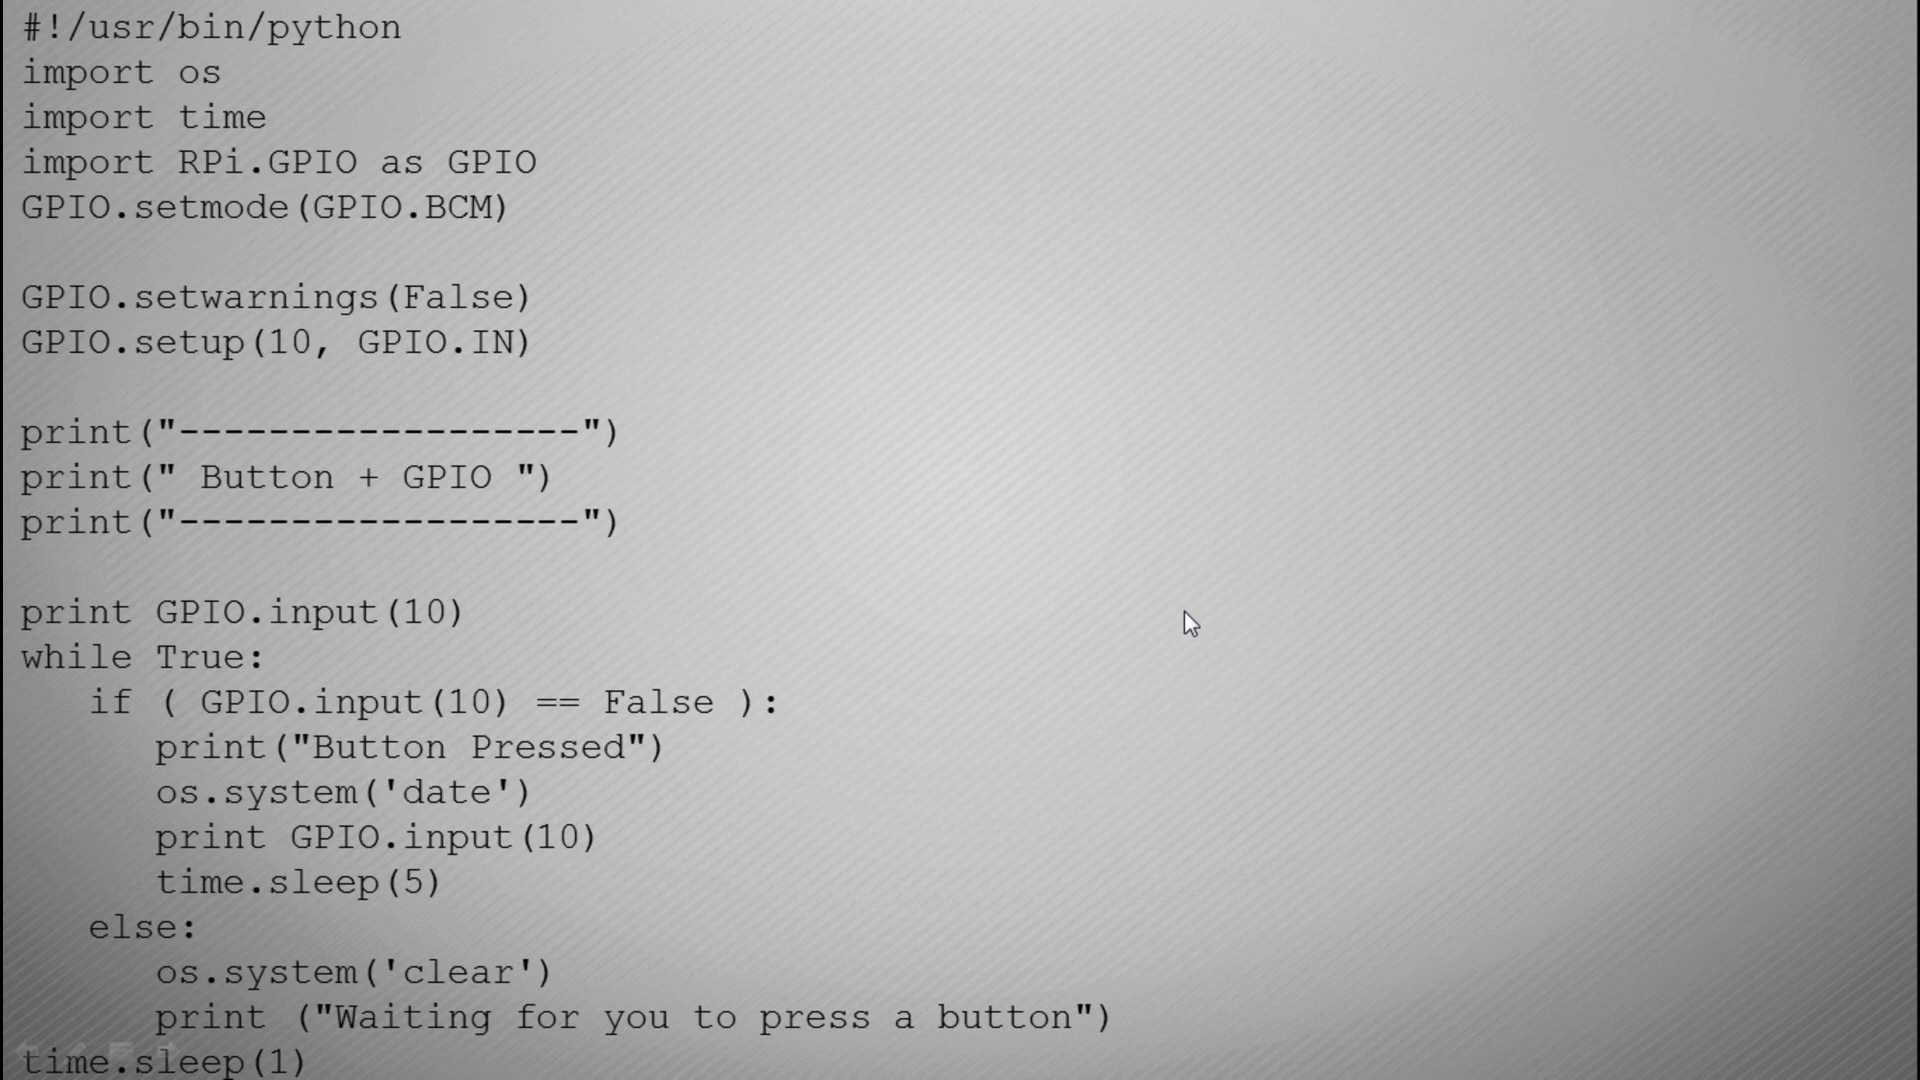 #!/usr/bin/python
import os
import time
import RPi.GPIO as GPIO
GPIO.setmode(GPIO.BCM)

GPIO.setwarnings(False)
GPIO.setup(10, GPIO.IN)

print("------------------")
print(" Button + GPIO ")
print("------------------")

print GPIO.input(10)
while True:
   if ( GPIO.input(10) == False ):
      print("Button Pressed")
      os.system('date')
      print GPIO.input(10)
      time.sleep(5)
   else:
      os.system('clear')
      print ("Waiting for you to press a button")
time.sleep(1)